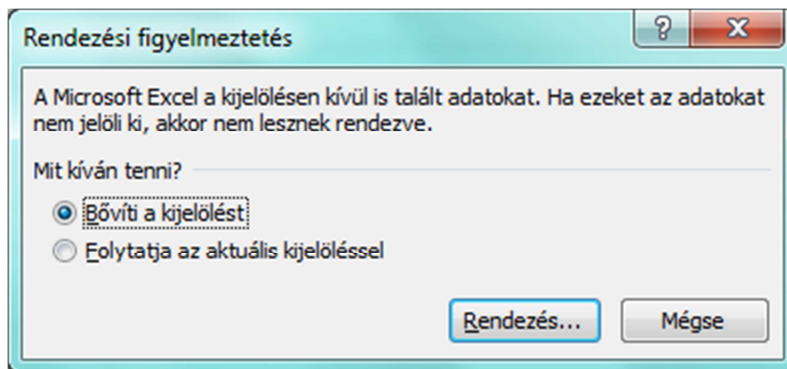 Rendezési figyelmeztetés
A Microsoft Excel a kijelölésen kívül is talált adatokat. Ha ezeket az adatokat
nem jelöli ki, akkor nem lesznek rendezve.
Mit kíván tenni?
Bővíti a kijelölést
Folytatja az aktuális kijelöléssel
Rendezés... Mégse